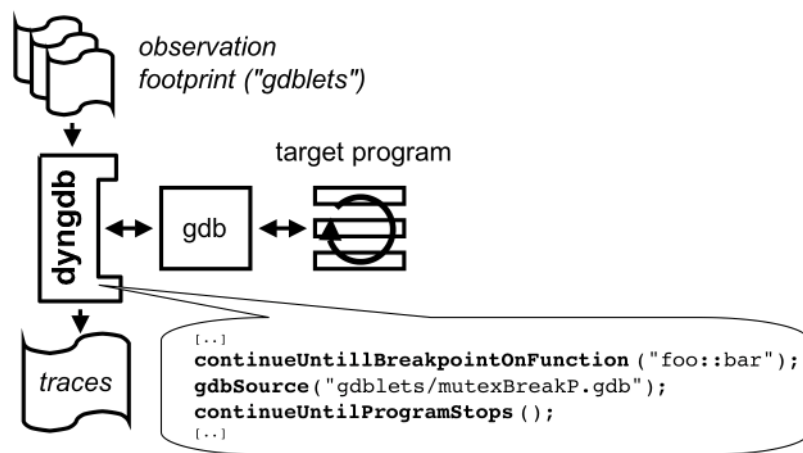 observation
footprint ("gdblets")
target program
dyngdb
gdb
traces
[..]
continueUntillBreakpointOnFunction ("foo::bar");
gdbSource("gdblets/mutexBreakP.gdb");
continueUntilProgramStops ();
[..]